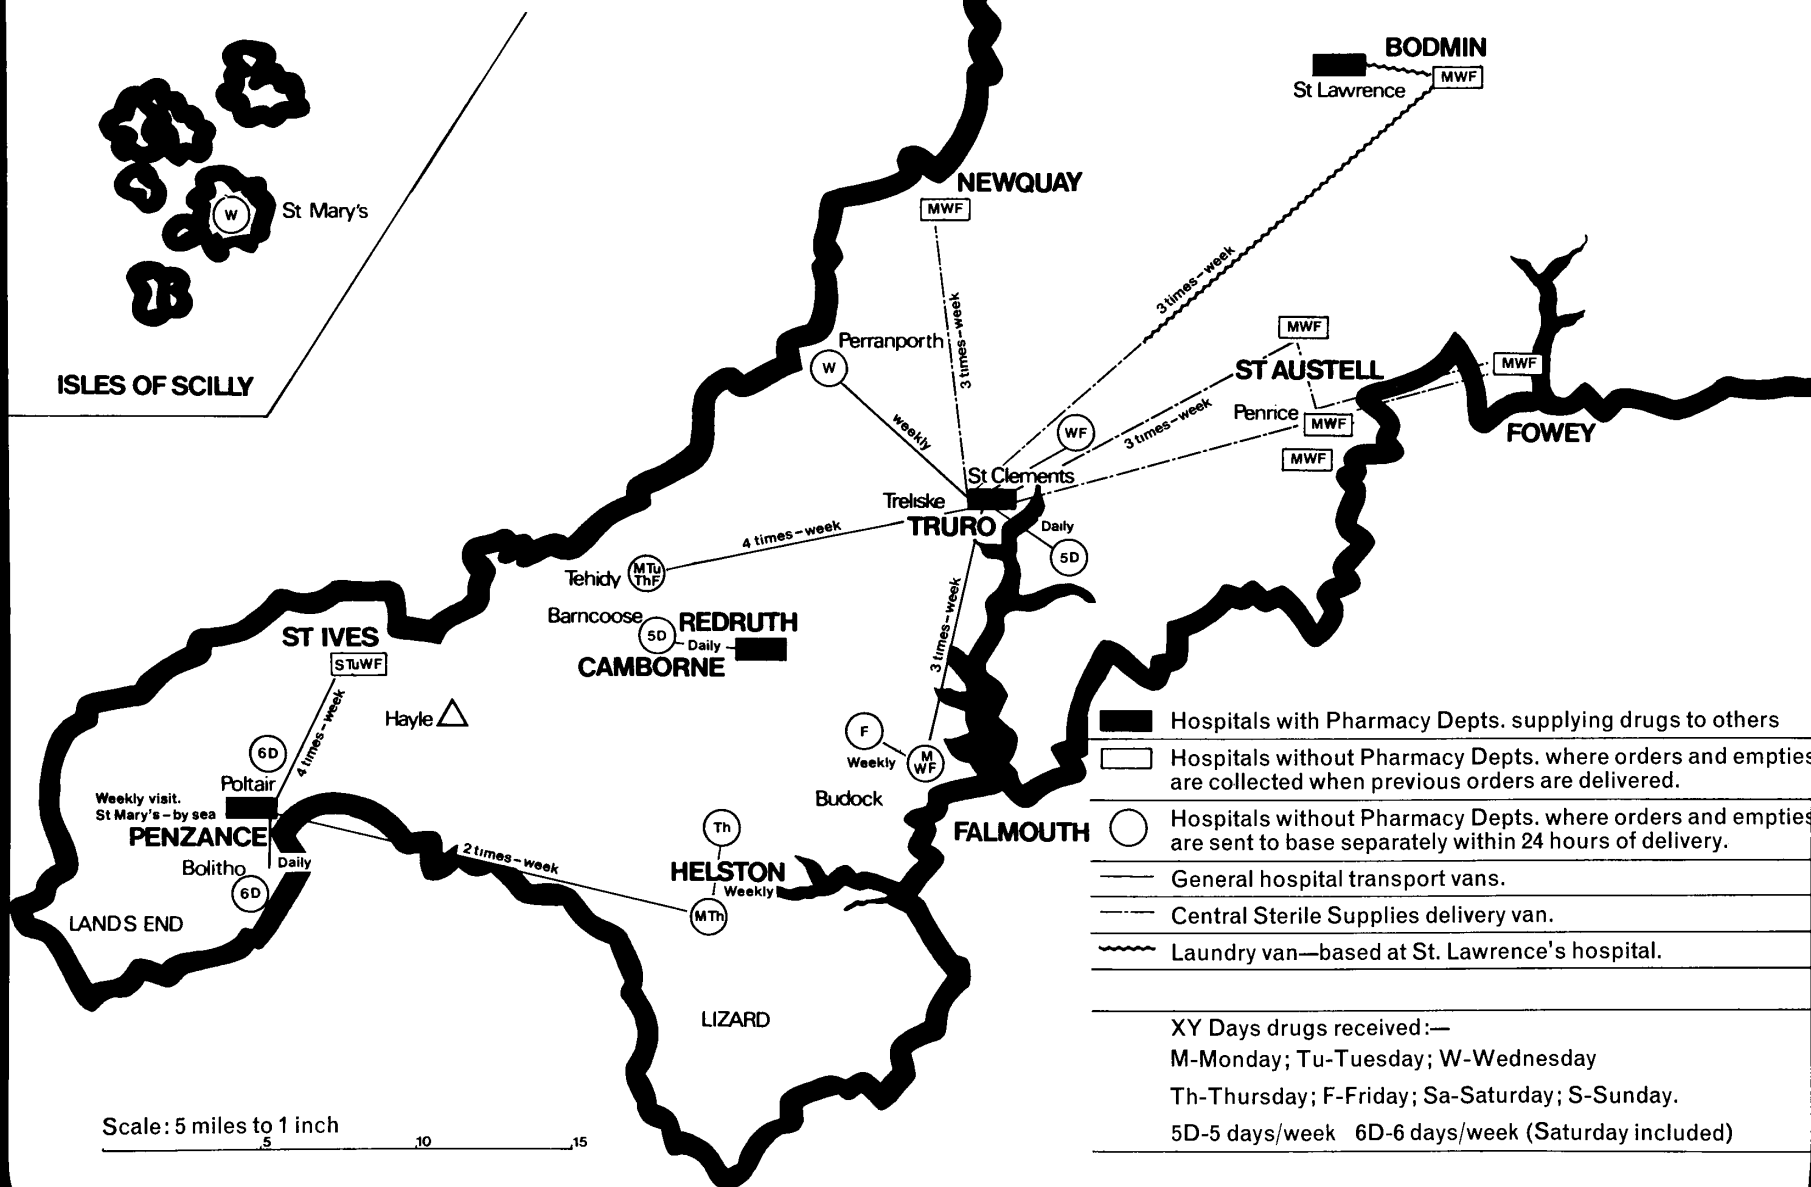 BODMIN
MWF
St Lawrence
NEWQUAY
MWF
W
St Mary's
ISLES OF SCILLY
3 times-week
3 times-week
Perranporth
W
weekly
MWF
ST AUSTELL
MWF
Penrice
MWF
MWF
FOWEY
3 times-week
WF
St Clements
Treliske
TRURO
Daily
5D
4 times-week
Tehidy
MTu
ThF
Barncoose
5D
Daily
REDRUTH
CAMBORNE
3 times-week
ST IVES
STuWF
4 times-week
Hayle
6D
Poltair
Weekly visit.
St Mary's-by sea
PENZANCE
Daily
Bolitho
6D
LANDS END
2 times-week
F
Weekly
M
WF
Budock
FALMOUTH
Th
HELSTON
Weekly
MTh
LIZARD
Hospitals with Pharmacy Depts. supplying drugs to others
Hospitals without Pharmacy Depts. where orders and empties
are collected when previous orders are delivered.
Hospitals without Pharmacy Depts. where orders and empties
are sent to base separately within 24 hours of delivery.
General hospital transport vans.
Central Sterile Supplies delivery van.
Laundry van—based at St. Lawrence's hospital.
XY Days drugs received:—
M-Monday; Tu-Tuesday; W-Wednesday
Th-Thursday; F-Friday; Sa-Saturday; S-Sunday.
5D-5 days/week 6D-6 days/week (Saturday included)
Scale: 5 miles to 1 inch
5 10 15